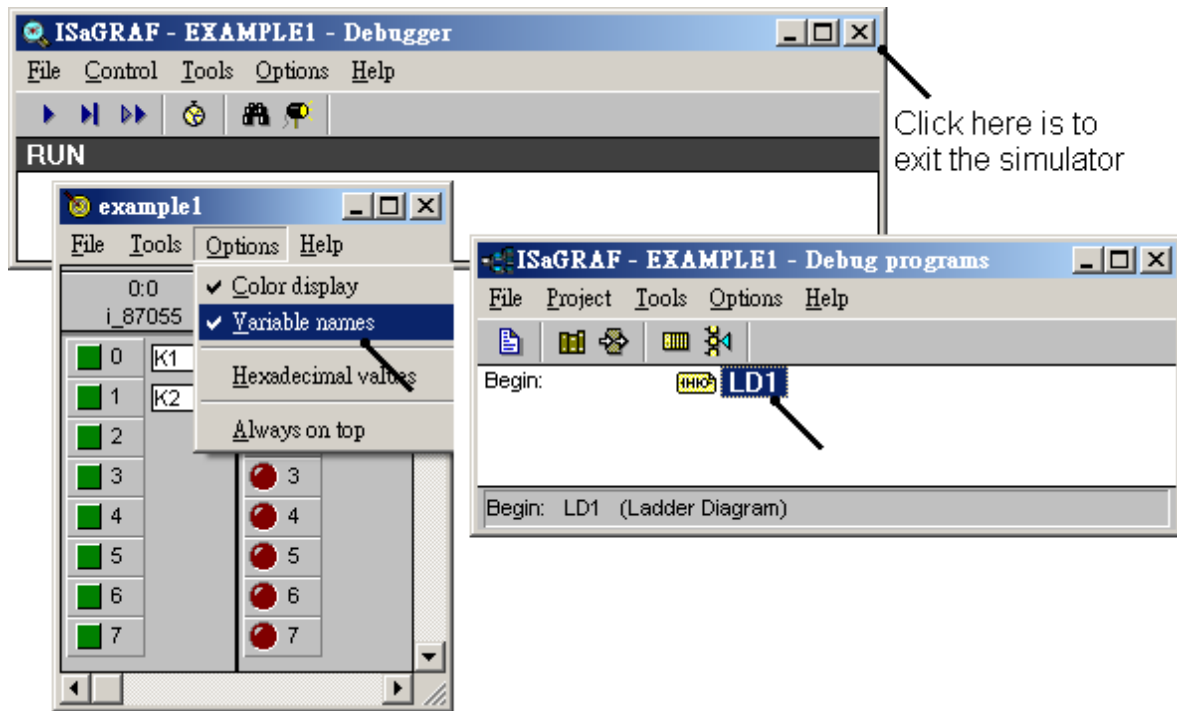 ISaGRAF - EXAMPLE1 - Debugger
File Control Tools Options Help
RUN
Click here is to
exit the simulator
example1
File Tools Options Help
0:0
i_87055
Color display
Variable names
Hexadecimal values
Always on top
0 K1
1 K2
2
3 3
4 4
5 5
6 6
7 7
ISaGRAF - EXAMPLE1 - Debug programs
File Project Tools Options Help
Begin: LD1
Begin: LD1 (Ladder Diagram)